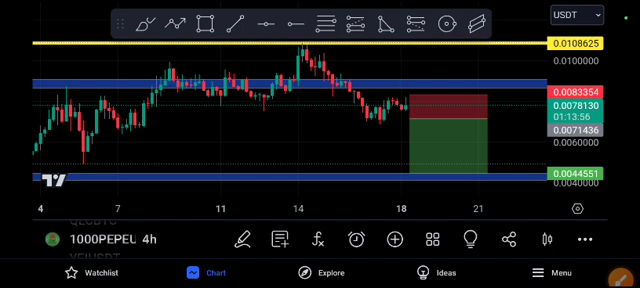 USDT
0.0108625
0.0100000
0.0083354
0.0078130
01:13:56
0.0071436
0.0060000
0.0044551
0.0040000
4 7 11 14 18 21
1000PEPEU 4h
Watchlist Chart Explore Ideas Menu